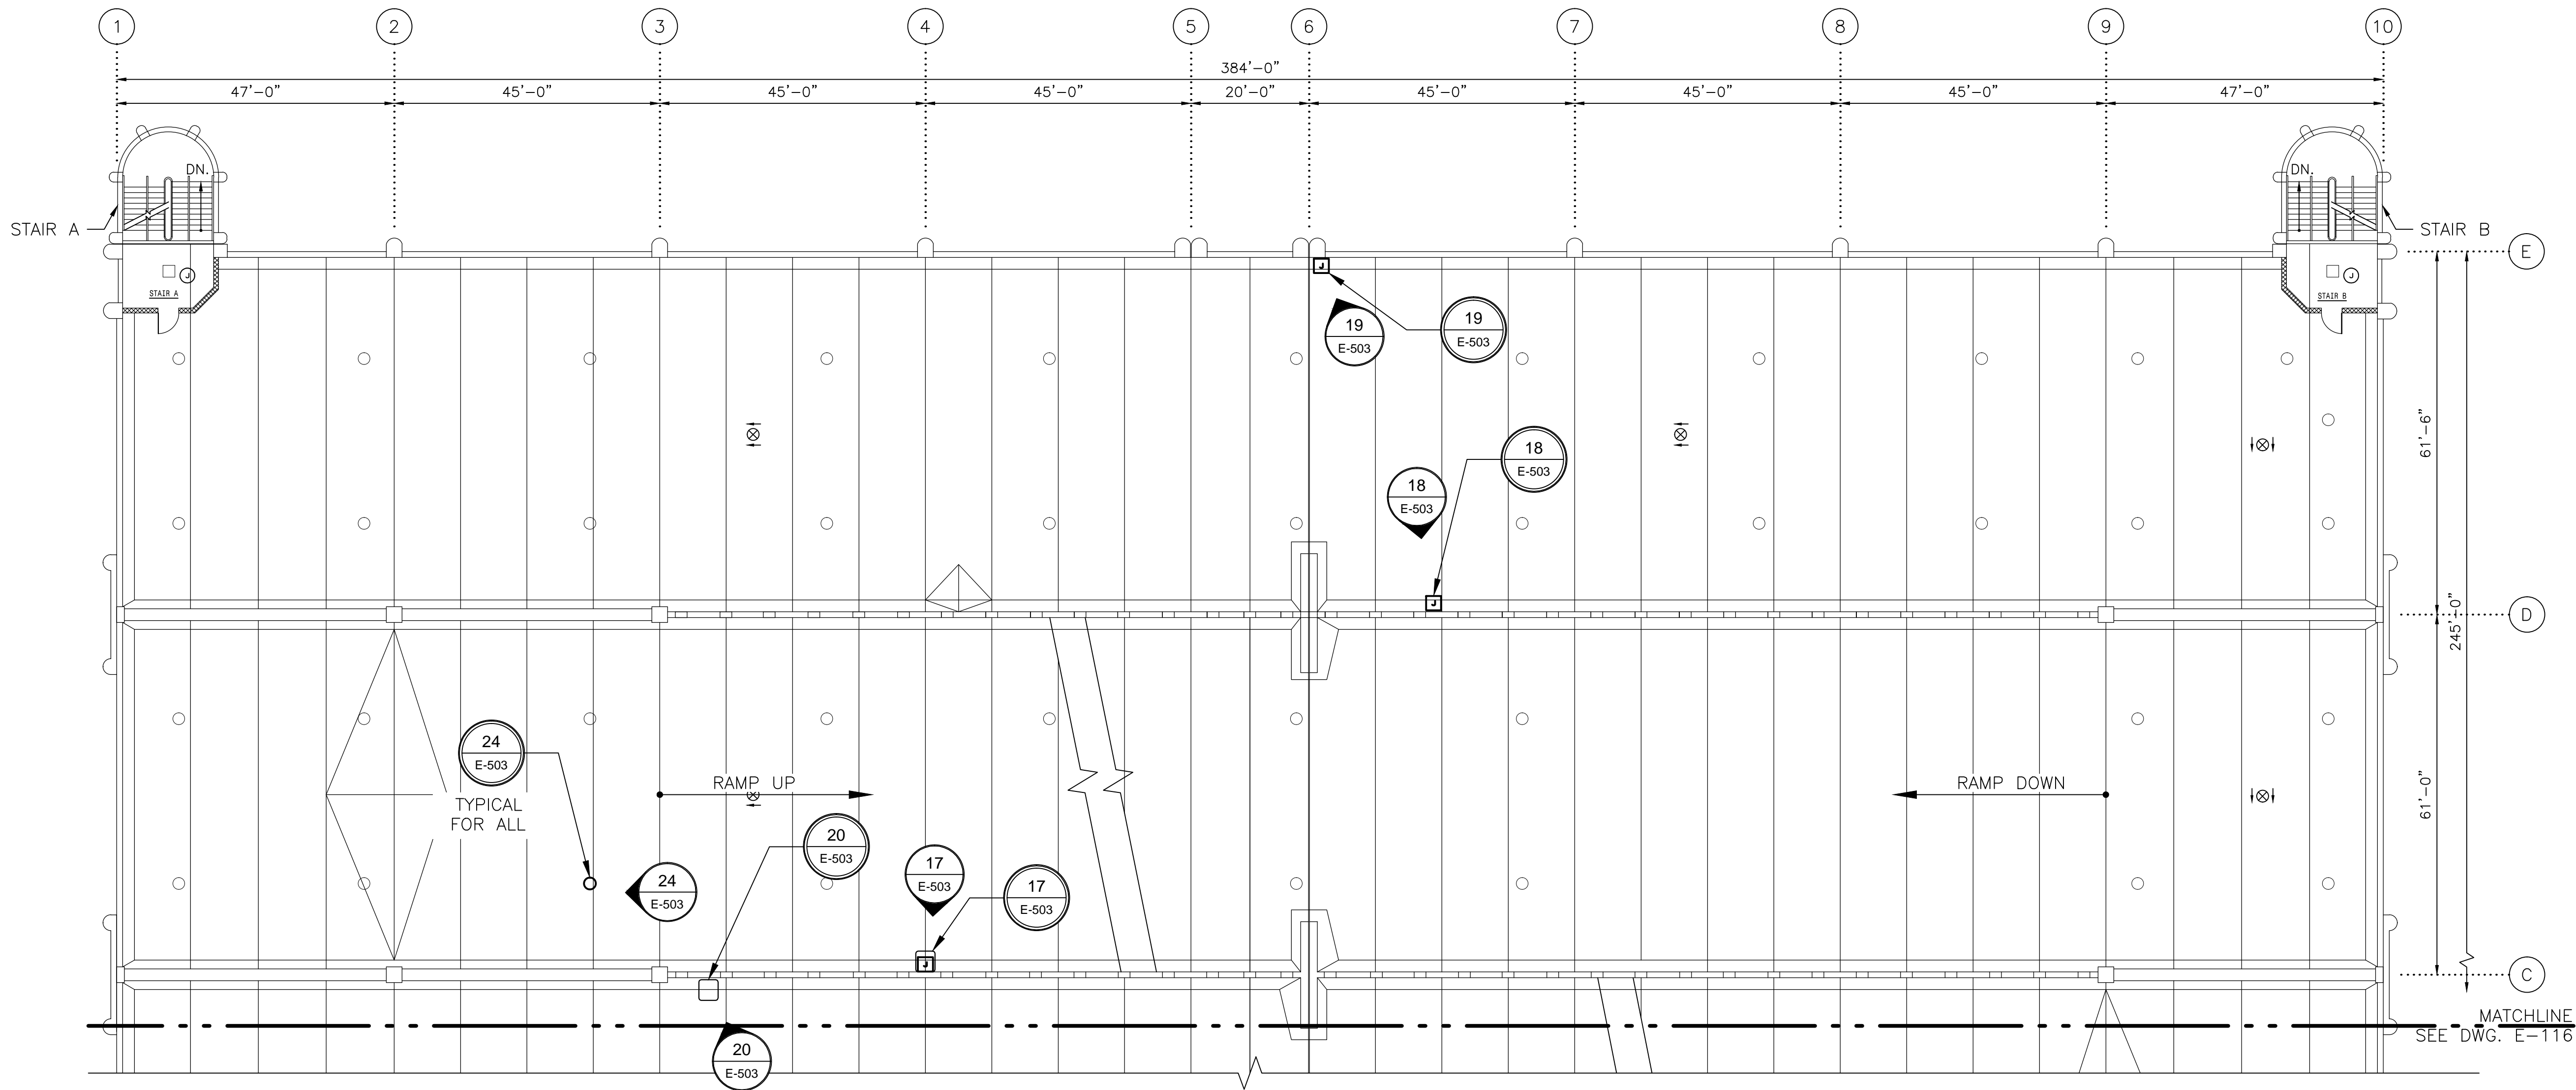 1 2 3 4 5 6 7 8 9 10
384'-0"
47'-0" 45'-0" 45'-0" 45'-0" 20'-0" 45'-0" 45'-0" 45'-0" 47'-0"
DN.
DN.
STAIR A
STAIR B
E
J
STAIR A
J
J
STAIR B
19
E-503
19
E-503
61'-6"
18
E-503
18
E-503
J
D
245'-0"
24
E-503
TYPICAL
FOR ALL
RAMP UP
RAMP DOWN
61'-0"
20
E-503
17
E-503
24
E-503
17
E-503
J
C
MATCHLINE
SEE DWG. E-116
20
E-503